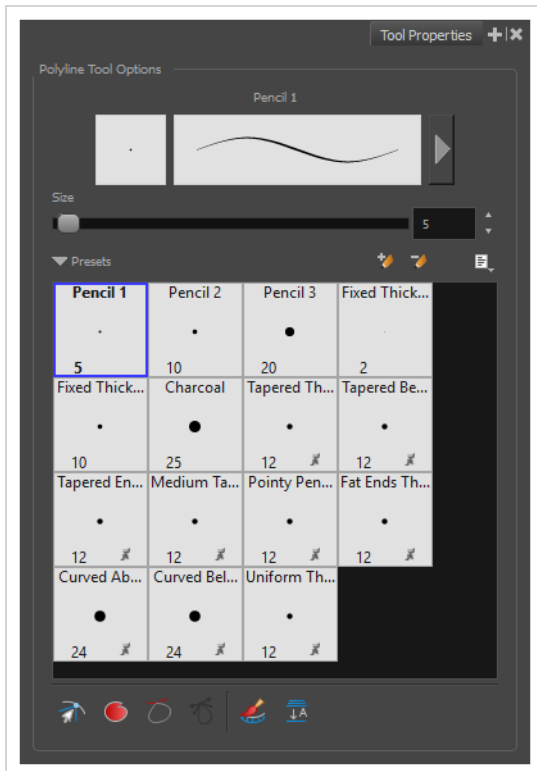 Tool Properties
Polyline Tool Options
Pencil 1
Size
5
Presets
Pencil 1 Pencil 2 Pencil 3 Fixed Thick...
5 10 20 2
Fixed Thick... Charcoal Tapered Th... Tapered Be...
10 25 12 12
Tapered En... Medium Ta... Pointy Pen... Fat Ends Th...
12 12 12 12
Curved Ab... Curved Bel... Uniform Th...
24 24 12
A